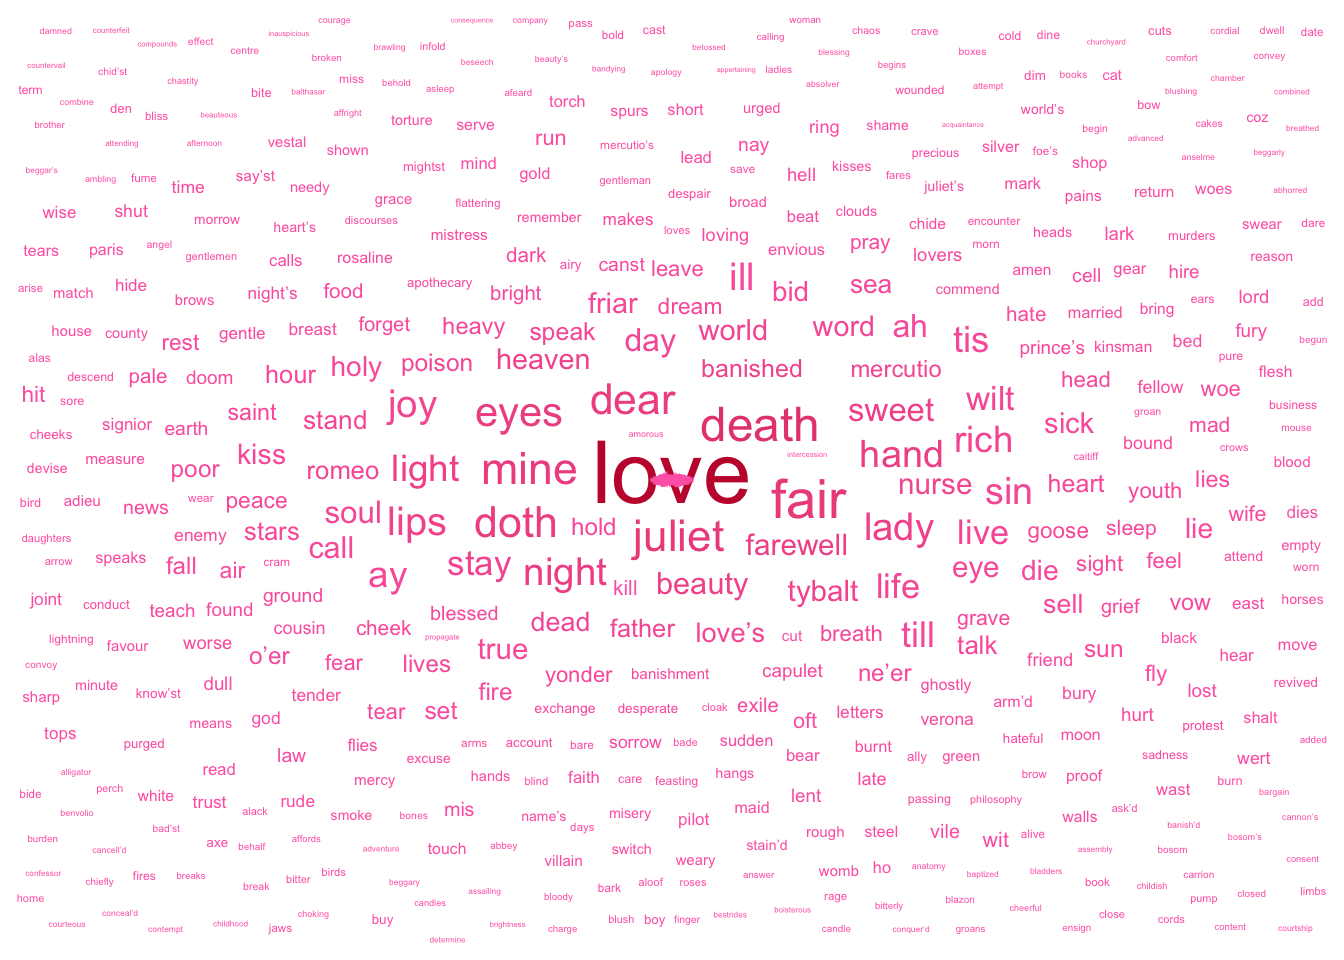 courage consequence company pass woman
damned counterfeit inauspicious bold cast calling chaos crave cold dine cuts cordial dwell date
compounds effect centre brawling infold betossed churchyard
countervail chid'st broken beseech beauty's bandying apology appertaining ladies blessing begins boxes comfort convey
term chastity bite balthasar miss behold asleep afeard absolver wounded attempt dim books cat blushing chamber combined
combine den bliss beauteous affright torture serve torch spurs short urged ring shame acquaintance world's bow cakes coz breathed
brother attending afternoon vestal shown run mercutio's nay precious silver foe's begin advanced anselme beggarly
beggar's ambling fume time say'st needy mightst mind gold gentleman lead save hell kisses fares juliet's mark shop pains return woes abhorred
wise shut morrow heart's discourses grace flattering remember makes despair broad beat clouds chide encounter heads lark murders swear dare
tears paris angel gentlemen calls rosaline mistress dark airy canst leave loves loving envious pray lovers morn amen cell gear hire reason
arise match hide brows night's food apothecary bright friar dream ill bid sea commend hate married bring ears lord add
house county rest gentle breast forget heavy speak day world word ah tis prince's kinsman bed fury begun
alas descend pale doom hour holy poison heaven banished mercutio head fellow woe pure flesh
hit sore signior earth saint stand joy eyes dear death sweet wilt sick groan mad business mouse
cheeks devise measure poor kiss romeo light mine amorous love intercession hand rich caitiff bound crows blood
bird adieu news wear peace soul lips doth hold fair nurse sin heart youth lies
daughters arrow speaks enemy stars call juliet farewell lady live goose sleep lie wife dies empty
joint conduct fall air cram ay stay night kill beauty tybalt life eye die sight feel attend worn
teach found ground blessed dead father love's cut breath till grave sell grief vow east horses
lightning favour worse cousin cheek propagate true talk friend sun black hear move
convoy sharp minute know'st dull o'er fear lives yonder banishment capulet ne'er ghostly bury fly lost revived
tops means god tender tear set fire exchange desperate cloak exile oft letters verona arm'd hurt protest shalt
purged law flies excuse arms account bare sorrow bade sudden bear burnt ally green hateful moon sadness wert added
alligator perch read mercy hands blind faith care feasting hangs late brow proof burn
bide benvolio white trust alack rude smoke bones mis name's misery pilot maid lent passing philosophy walls ask'd wast bargain
burden bad'st axe behalf affords days rough steel vile wit alive banish'd cannon's
cancell'd adventure touch abbey villain switch weary stain'd assembly bosom bosom's consent
confessor chiefly fires breaks break bitter birds beggary assailing bark aloof roses answer womb ho anatomy baptized bladders book childish carrion closed limbs
home conceal'd choking candles bloody rage bitterly blazon cheerful close pump
courteous contempt childhood jaws buy determine brightness charge blush boy finger bestrides boisterous candle conquer'd groans ensign cords content courtship